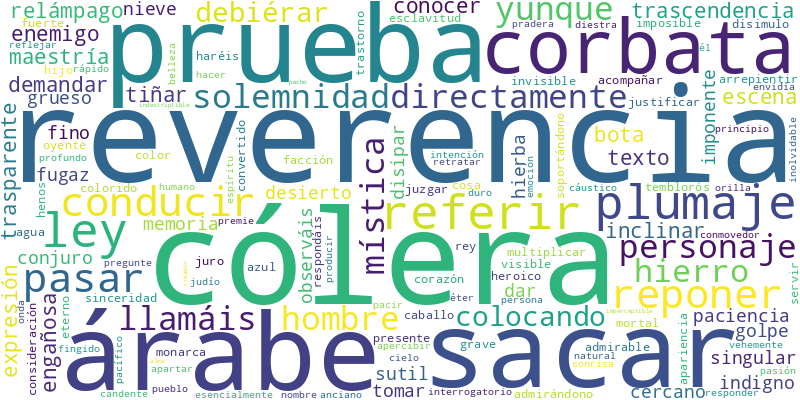 relámpago nieve debiérar conocer yunque trascendencia
fuerte esclavitud pradera diestra imposible disimulo
enemigo prueba corbata
reflejar hijo rápido belleza haréis trastorno él
maestría hacer invisible acompañar arrepientir
demandar tiñar pecho envidia
grueso indescriptible solemnidad directamente justificar escena
trasparente reverencia imponente
fino color convertido disipar intención retratar hierba emoción bota principio inolvidable
oyente facción texto
profundo espíritu mística juzgar soportándono
fugaz henos colorido humano desierto cosa duro cáustico temblorós orilla
conducir referir plumaje
agua memoria premie observáis inclinar conmovedor
ley cólera rey multiplicar personaje
conjuro pregunte juro respondáis producir visible hierro
pasar judío azul corazón heroico servir
expresión sinceridad dar reponer
onda eterno pacir éter persona imperceptible
consideración llamáis hombre caballo colocando mortal paciencia
engañosa árabe sacar apariencia golpe
fingido monarca presente apercibir grave admirable vehemente
pacífico apartar alma cielo sutil natural sonrisa singular
candente pueblo tomar cercano pasión
esencialmente nombre anciano interrogatorio admirándono responder indigno